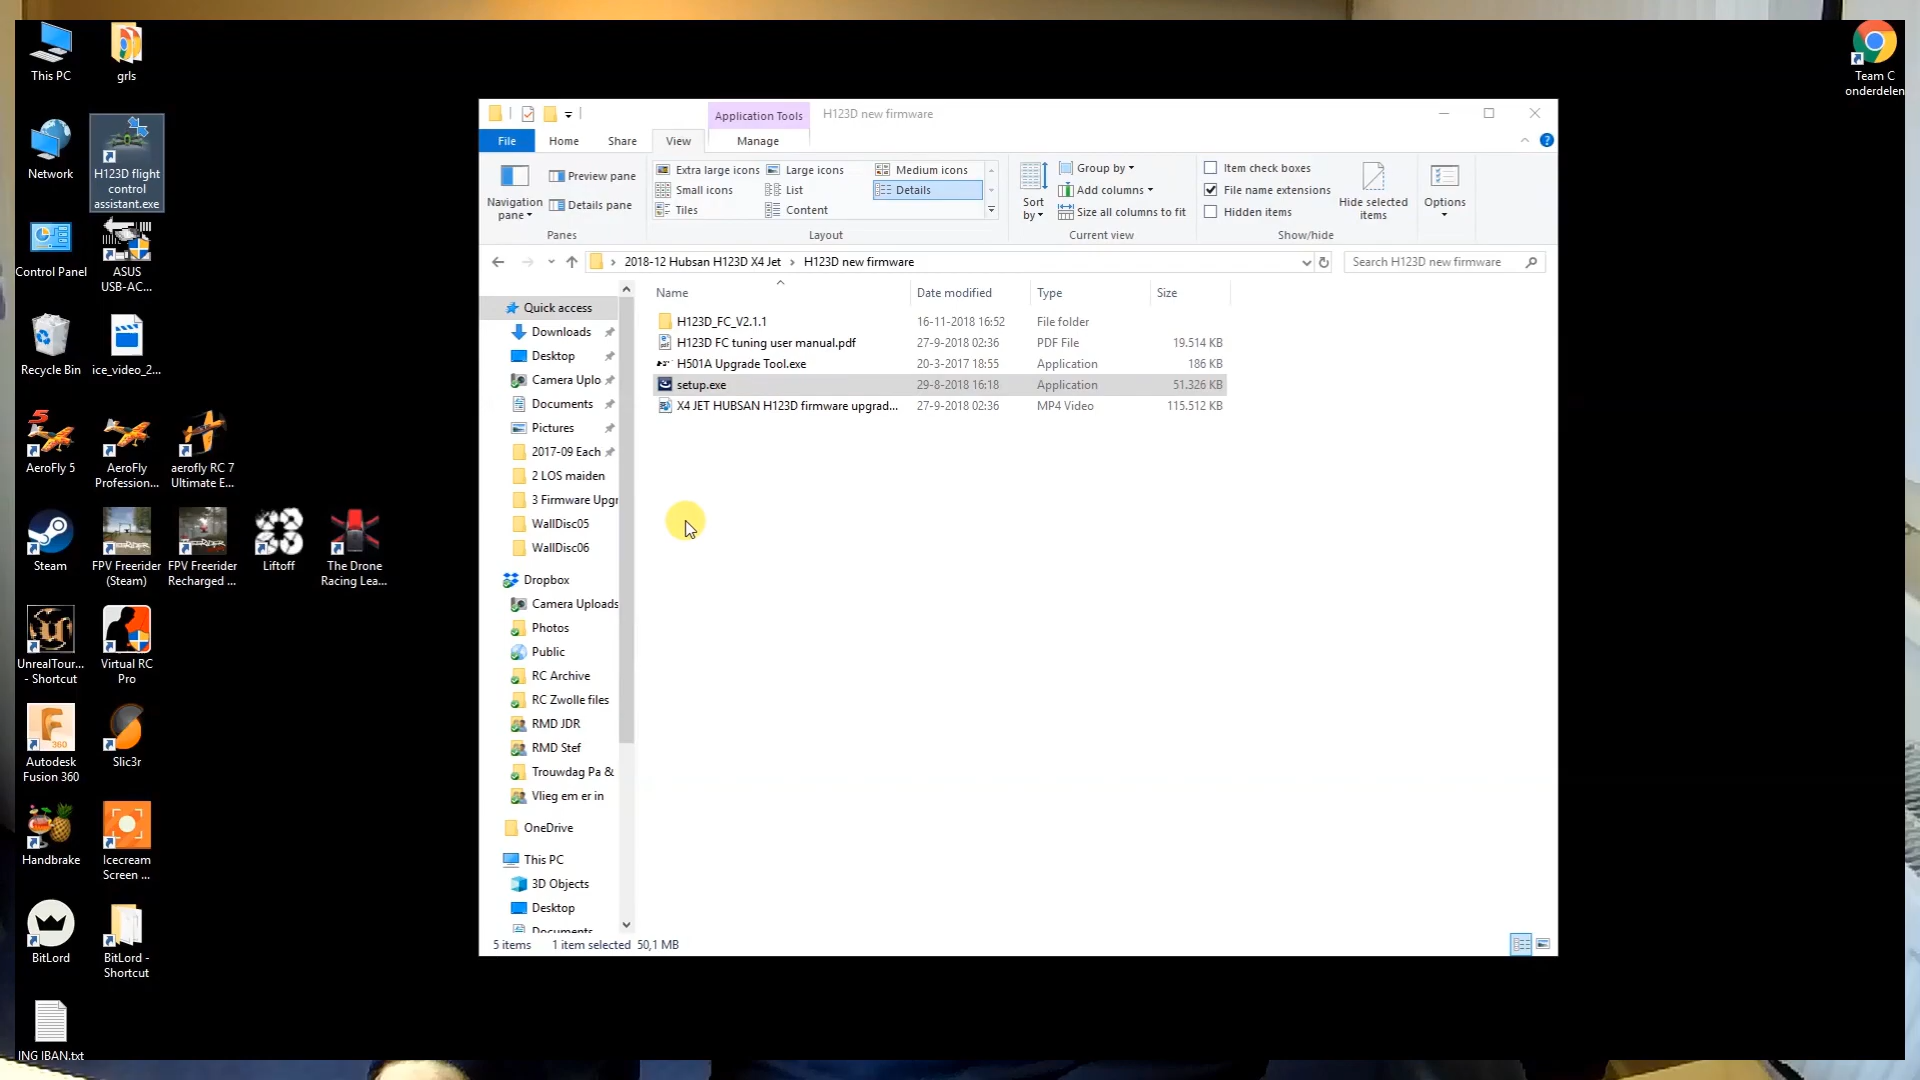 This PC
grls
Network
H123D flight
control
assistant.exe
Control Panel
ASUS
USB-AC...
Recycle Bin
ice_video_2...
AeroFly 5
AeroFly
Profession...
aerofly RC 7
Ultimate E...
Steam
FPV Freerider
(Steam)
FPV Freerider
Recharged ...
Liftoff
The Drone
Racing Lea...
UnrealTour...
- Shortcut
Virtual RC
Pro
Autodesk
Fusion 360
Slic3r
Handbrake
Icecream
Screen ...
BitLord
BitLord -
Shortcut
ING IBAN.txt
Team C
onderdelen
Application Tools
H123D new firmware
File
Home
Share
View
Manage
Navigation
pane
Preview pane
Details pane
Panes
Extra large icons
Large icons
Medium icons
Small icons
List
Details
Tiles
Content
Layout
Sort
by
Group by
Add columns
Size all columns to fit
Current view
Item check boxes
File name extensions
Hidden items
Hide selected
items
Show/hide
Options
2018-12 Hubsan H123D X4 Jet
H123D new firmware
Search H123D new firmware
Quick access
Downloads
Desktop
Camera Uplo
Documents
Pictures
2017-09 Each
2 LOS maiden
3 Firmware Upgr
WallDisc05
WallDisc06
Dropbox
Camera Uploads
Photos
Public
RC Archive
RC Zwolle files
RMD JDR
RMD Stef
Trouwdag Pa &
Vlieg em er in
OneDrive
This PC
3D Objects
Desktop
Documents
Name Date modified Type Size
H123D_FC_V2.1.1 16-11-2018 16:52 File folder
H123D FC tuning user manual.pdf 27-9-2018 02:36 PDF File 19.514 KB
H501A Upgrade Tool.exe 20-3-2017 18:55 Application 186 KB
setup.exe 29-8-2018 16:18 Application 51.326 KB
X4 JET HUBSAN H123D firmware upgrad... 27-9-2018 02:36 MP4 Video 115.512 KB
5 items 1 item selected 50,1 MB